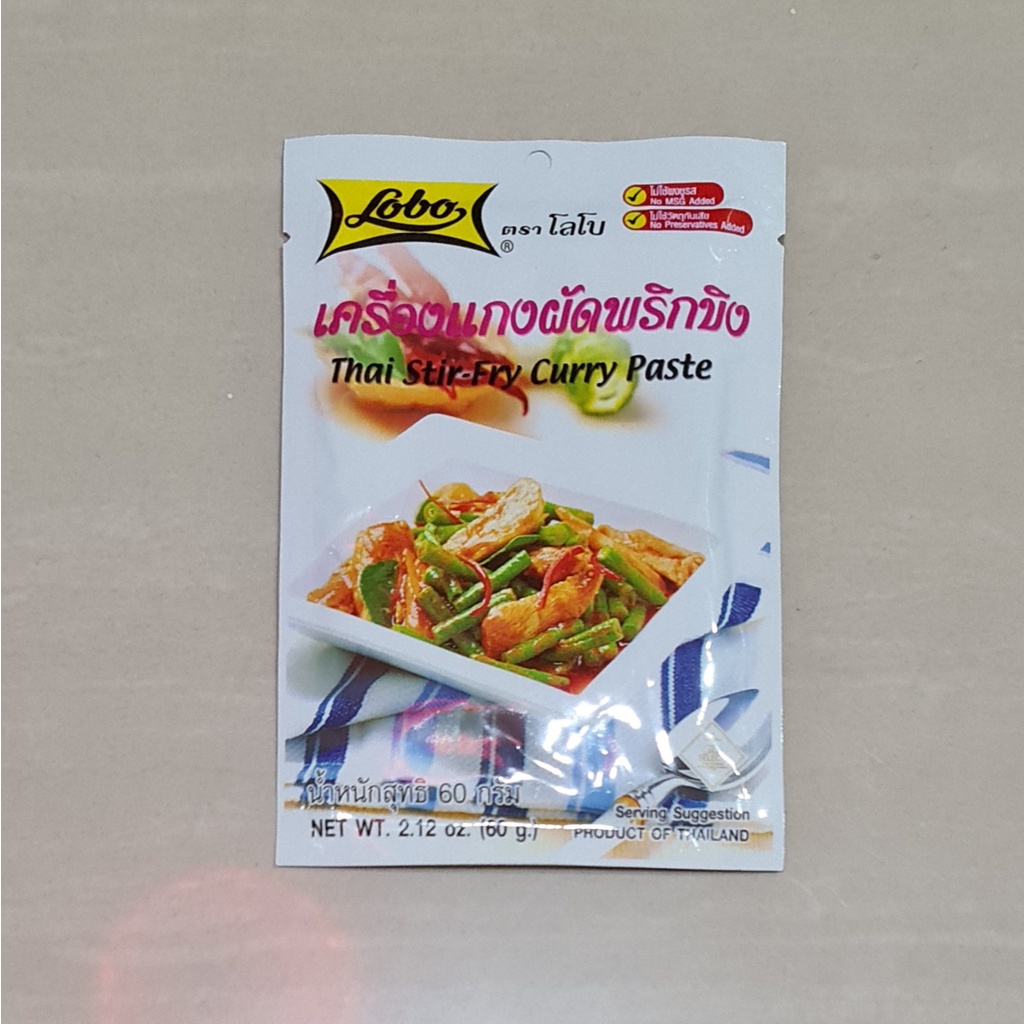 Lobo
ตรา โลโบ
®
ไม่ใช้ผงชูรส
No MSG Added
ไม่ใช้วัตถุกันเสีย
No Preservatives Added
เครื่องแกงผัดพริกขิง
Thai Stir-Fry Curry Paste
น้ำหนักสุทธิ 60 กรัม
NET WT. 2.12 oz. (60 g.)
Serving Suggestion
PRODUCT OF THAILAND